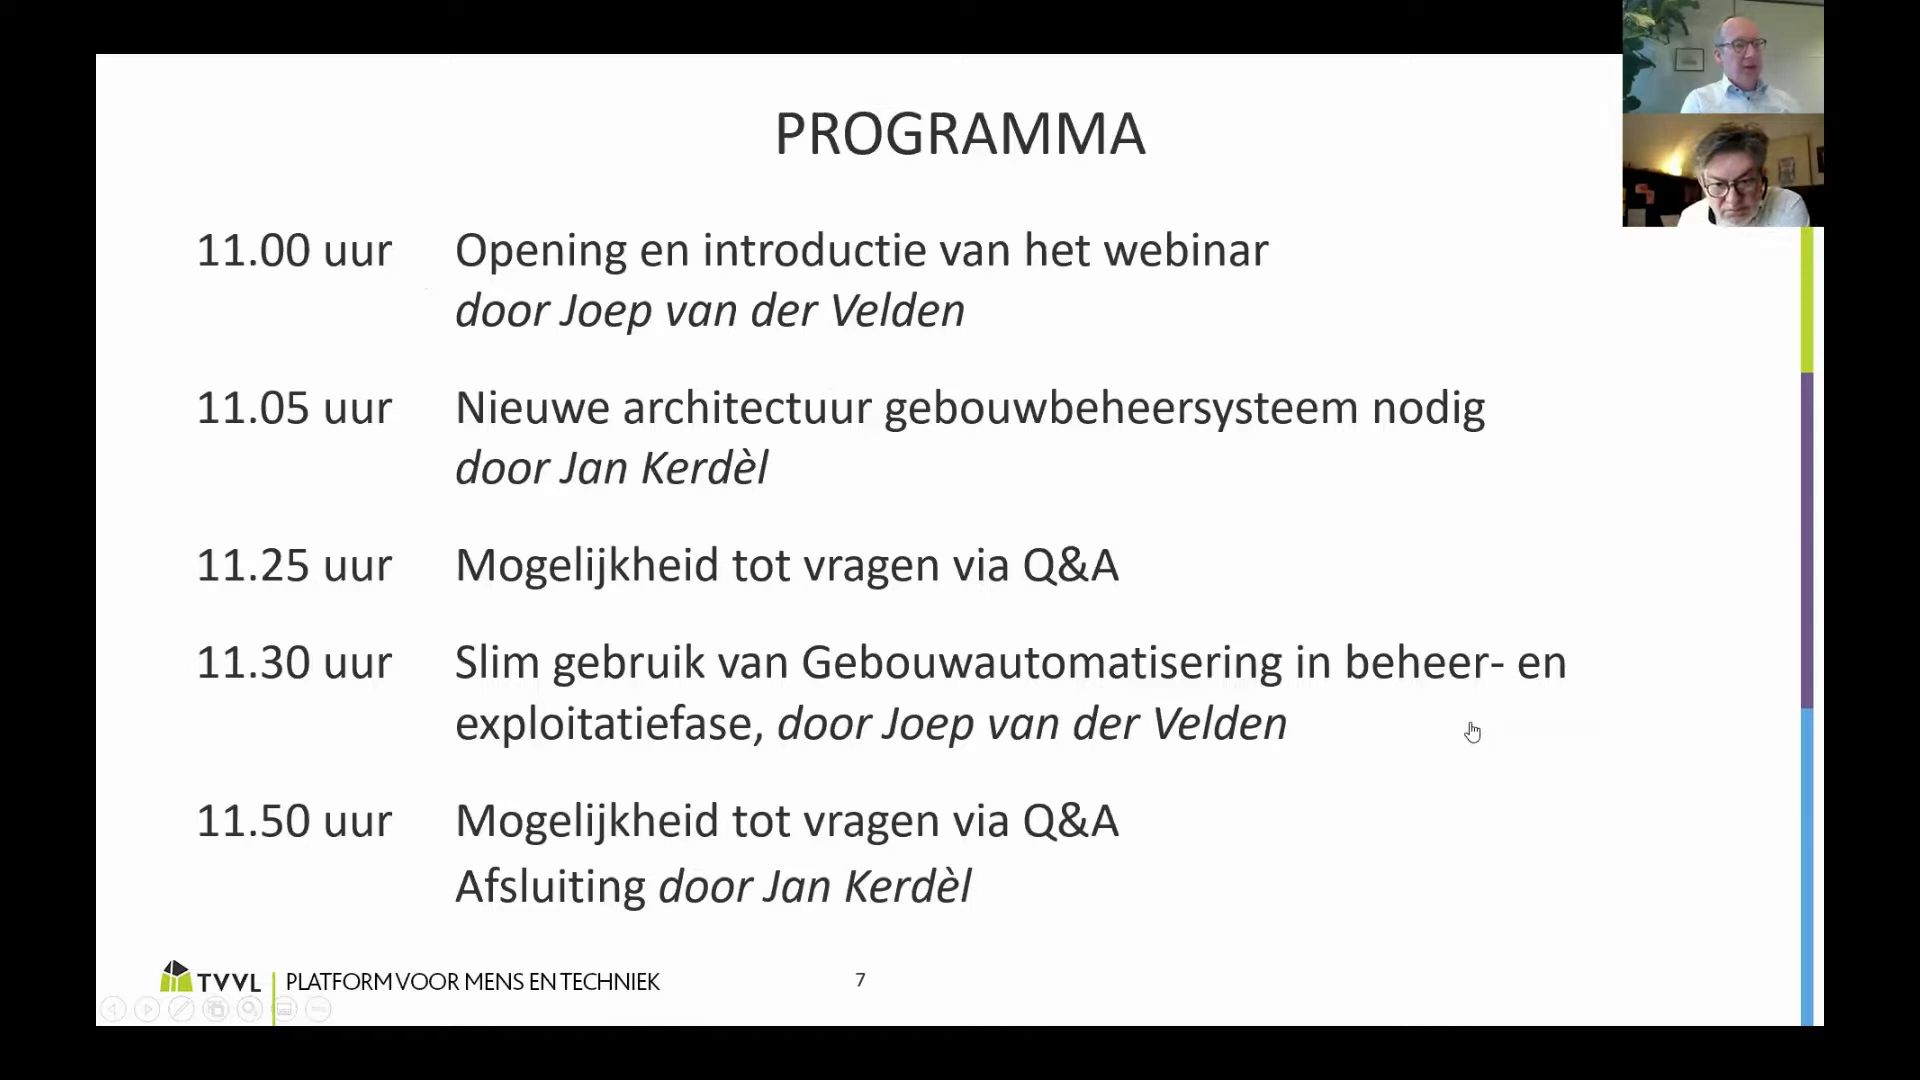 PROGRAMMA
11.00 uur Opening en introductie van het webinar
door Joep van der Velden
11.05 uur Nieuwe architectuur gebouwbeheersysteem nodig
door Jan Kerdèl
11.25 uur Mogelijkheid tot vragen via Q&A
11.30 uur Slim gebruik van Gebouwautomatisering in beheer- en
exploitatiefase, door Joep van der Velden
11.50 uur Mogelijkheid tot vragen via Q&A
Afsluiting door Jan Kerdèl
TVVL PLATFORM VOOR MENS EN TECHNIEK 7